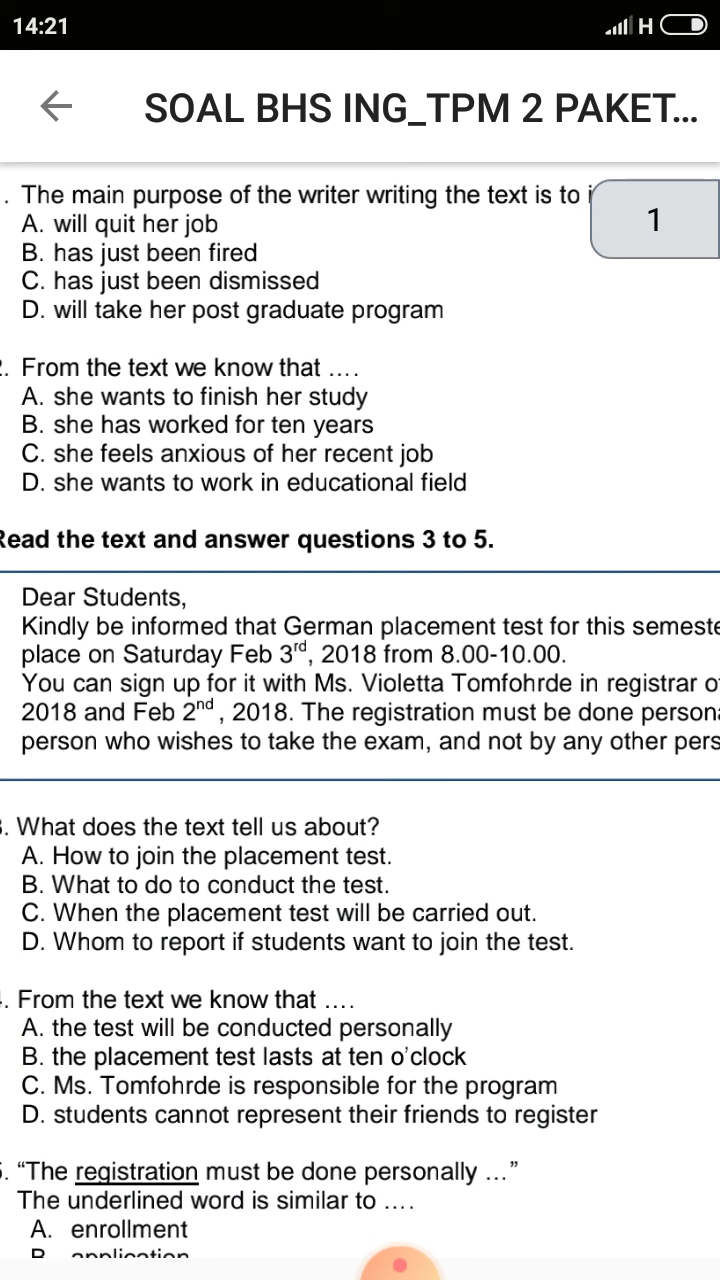 14:21
H
SOAL BHS ING_TPM 2 PAKET...
1
. The main purpose of the writer writing the text is to
A. will quit her job
B. has just been fired
C. has just been dismissed
D. will take her post graduate program
. From the text we know that ....
A. she wants to finish her study
B. she has worked for ten years
C. she feels anxious of her recent job
D. she wants to work in educational field
Read the text and answer questions 3 to 5.
Dear Students,
Kindly be informed that German placement test for this semeste
place on Saturday Feb 3rd, 2018 from 8.00-10.00.
You can sign up for it with Ms. Violetta Tomfohrde in registrar
2018 and Feb 2nd , 2018. The registration must be done persona
person who wishes to take the exam, and not by any other pers
. What does the text tell us about?
A. How to join the placement test.
B. What to do to conduct the test.
C. When the placement test will be carried out.
D. Whom to report if students want to join the test.
. From the text we know that ....
A. the test will be conducted personally
B. the placement test lasts at ten o'clock
C. Ms. Tomfohrde is responsible for the program
D. students cannot represent their friends to register
. “The registration must be done personally ...”
The underlined word is similar to ....
A. enrollment
B. application